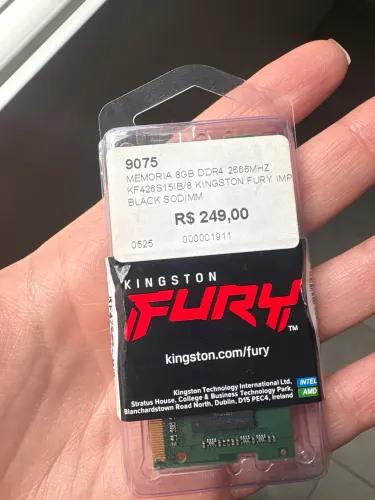 9075
MEMORIA 8GB DDR4 2666MHZ
KF426S15IB/8 KINGSTON FURY IMP
BLACK SODIMM
R$ 249,00
0525 000001911
KINGSTON
FURY™
kingston.com/fury
Kingston Technology International Ltd,
Stratus House, College & Business Technology Park,
Blanchardstown Road North, Dublin, D15 PEC4, Ireland
INTEL
AMD